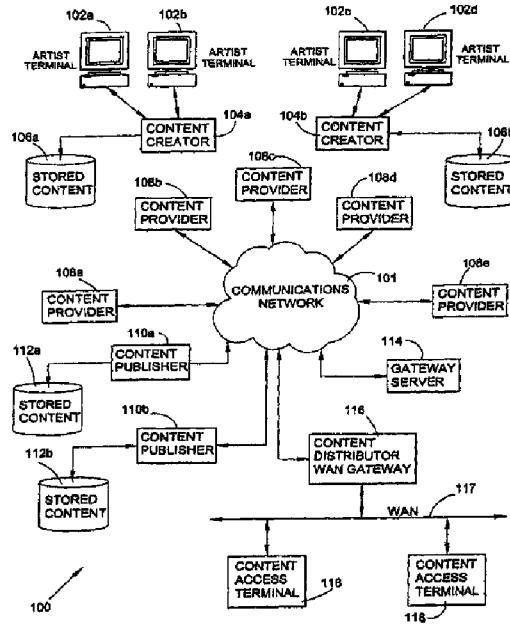 102a
102b
102c
102d
ARTIST
TERMINAL
ARTIST
TERMINAL
ARTIST
TERMINAL
ARTIST
TERMINAL
106a
CONTENT
CREATOR
104a
104b
CONTENT
CREATOR
STORED
CONTENT
108c
CONTENT
PROVIDER
STORED
CONTENT
108b
CONTENT
PROVIDER
108d
CONTENT
PROVIDER
101
COMMUNICATIONS
NETWORK
108a
CONTENT
PROVIDER
108e
CONTENT
PROVIDER
110a
CONTENT
PUBLISHER
112a
STORED
CONTENT
114
GATEWAY
SERVER
110b
CONTENT
PUBLISHER
112b
STORED
CONTENT
116
CONTENT
DISTRIBUTOR
WAN GATEWAY
117
WAN
CONTENT
ACCESS
TERMINAL
118
CONTENT
ACCESS
TERMINAL
118
100